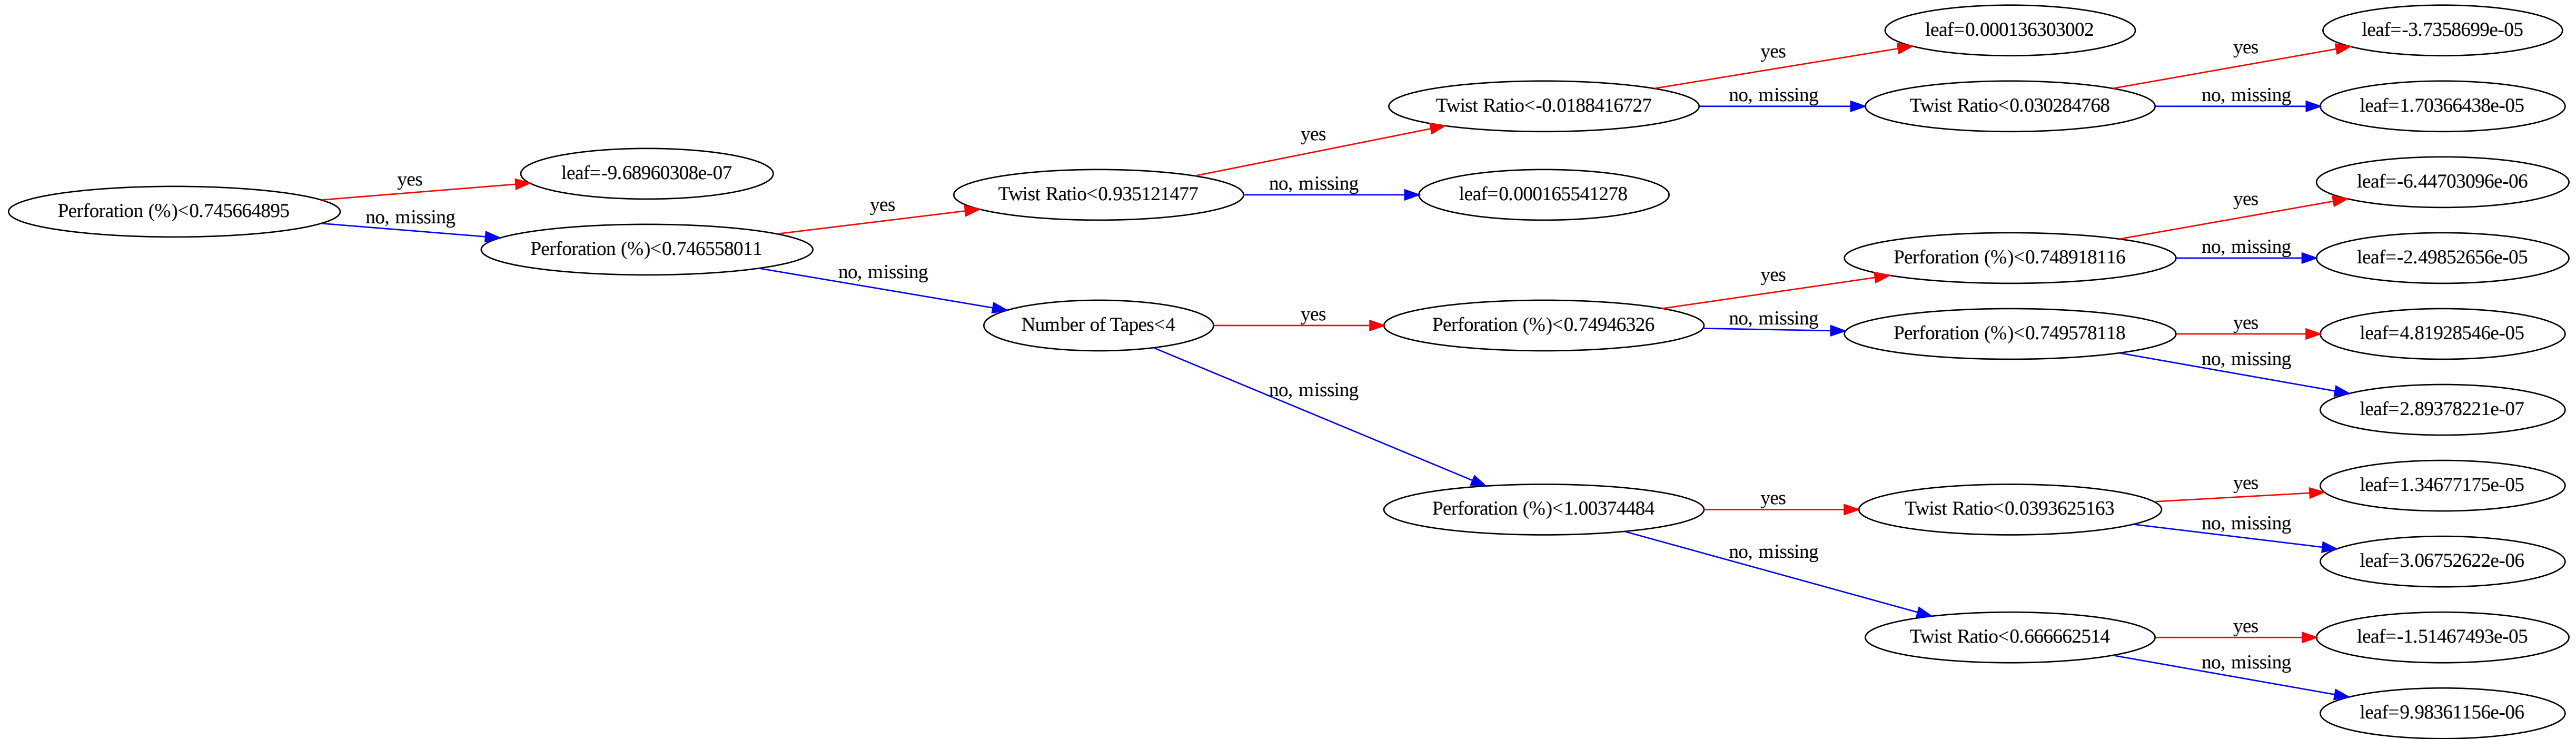 Perforation (%)<0.745664895
yes
no, missing
leaf=-9.68960308e-07
Perforation (%)<0.746558011
yes
no, missing
Twist Ratio<0.935121477
yes
no, missing
Number of Tapes<4
yes
no, missing
Twist Ratio<-0.0188416727
yes
no, missing
leaf=0.000165541278
Perforation (%)<0.74946326
yes
no, missing
Perforation (%)<1.00374484
yes
no, missing
leaf=0.000136303002
Twist Ratio<0.030284768
yes
no, missing
Perforation (%)<0.748918116
yes
no, missing
Perforation (%)<0.749578118
yes
no, missing
Twist Ratio<0.0393625163
yes
no, missing
Twist Ratio<0.666662514
yes
no, missing
leaf=-3.7358699e-05
leaf=1.70366438e-05
leaf=-6.44703096e-06
leaf=-2.49852656e-05
leaf=4.81928546e-05
leaf=2.89378221e-07
leaf=1.34677175e-05
leaf=3.06752622e-06
leaf=-1.51467493e-05
leaf=9.98361156e-06